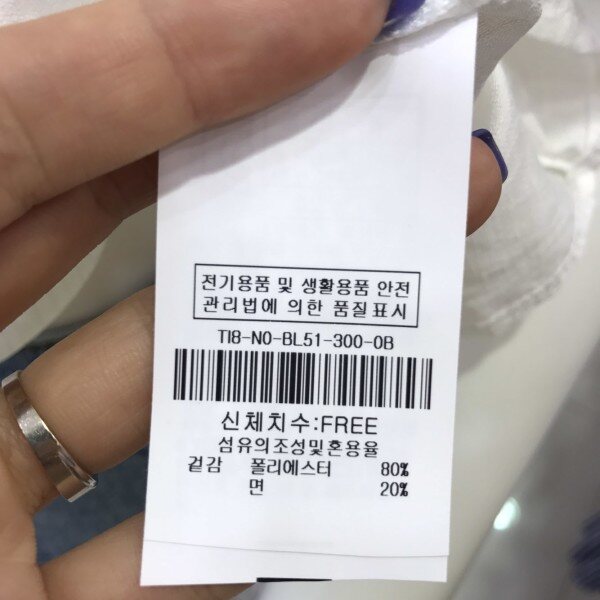 전기용품 및 생활용품 안전
관리법에 의한 품질표시
TI8-NO-BL51-300-0B
신체치수:FREE
섬유의조성및혼용율
겉감 폴리에스터 80%
면 20%